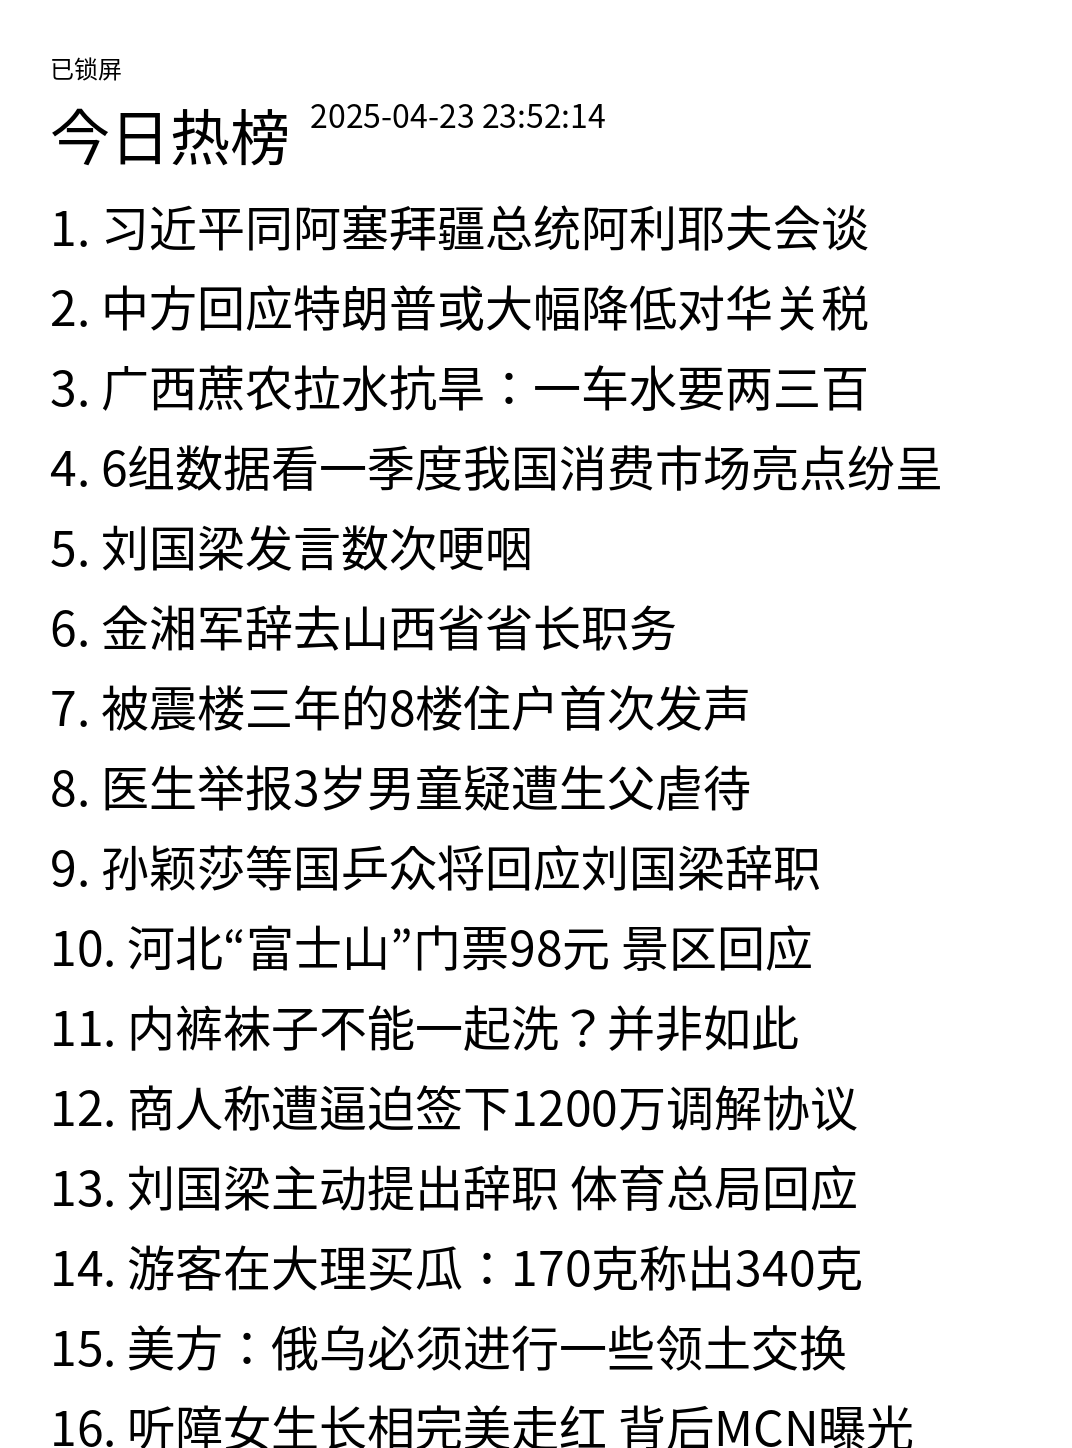 已锁屏
今日热榜 2025-04-23 23:52:14
1. 习近平同阿塞拜疆总统阿利耶夫会谈
2. 中方回应特朗普或大幅降低对华关税
3. 广西蔗农拉水抗旱：一车水要两三百
4. 6组数据看一季度我国消费市场亮点纷呈
5. 刘国梁发言数次哽咽
6. 金湘军辞去山西省省长职务
7. 被震楼三年的8楼住户首次发声
8. 医生举报3岁男童疑遭生父虐待
9. 孙颖莎等国乒众将回应刘国梁辞职
10. 河北“富士山”门票98元 景区回应
11. 内裤袜子不能一起洗？并非如此
12. 商人称遭逼迫签下1200万调解协议
13. 刘国梁主动提出辞职 体育总局回应
14. 游客在大理买瓜：170克称出340克
15. 美方：俄乌必须进行一些领土交换
16. 听障女生长相完美走红 背后MCN曝光